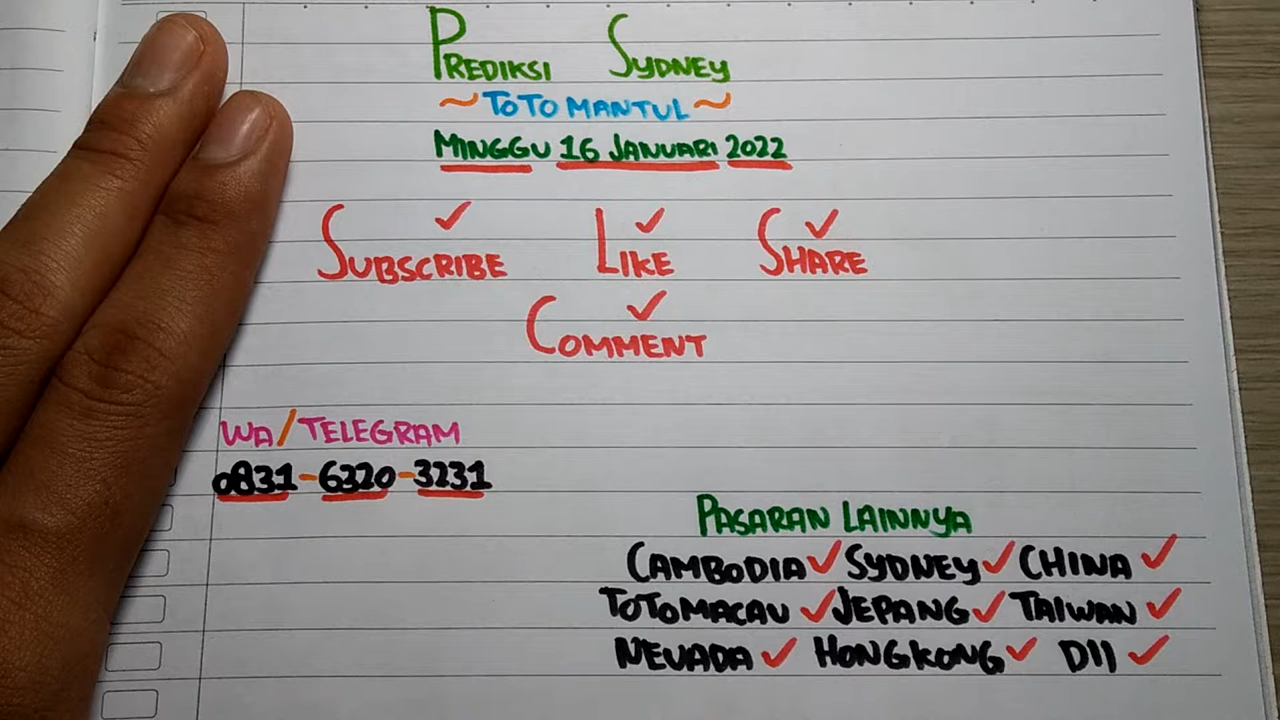 PREDIKSI SYDNEY
~TOTO MANTUL~
MINGGU 16 JANUARI 2022
SUBSCRIBE LIKE SHARE
COMMENT
WA/TELEGRAM
0831-6320-3231
PASARAN LAINNYA
CAMBODIA✓ SYDNEY✓ CHINA✓
TOTOMACAU✓ JEPANG✓ TAIWAN✓
NEVADA✓ HONGKONG✓ Dll✓